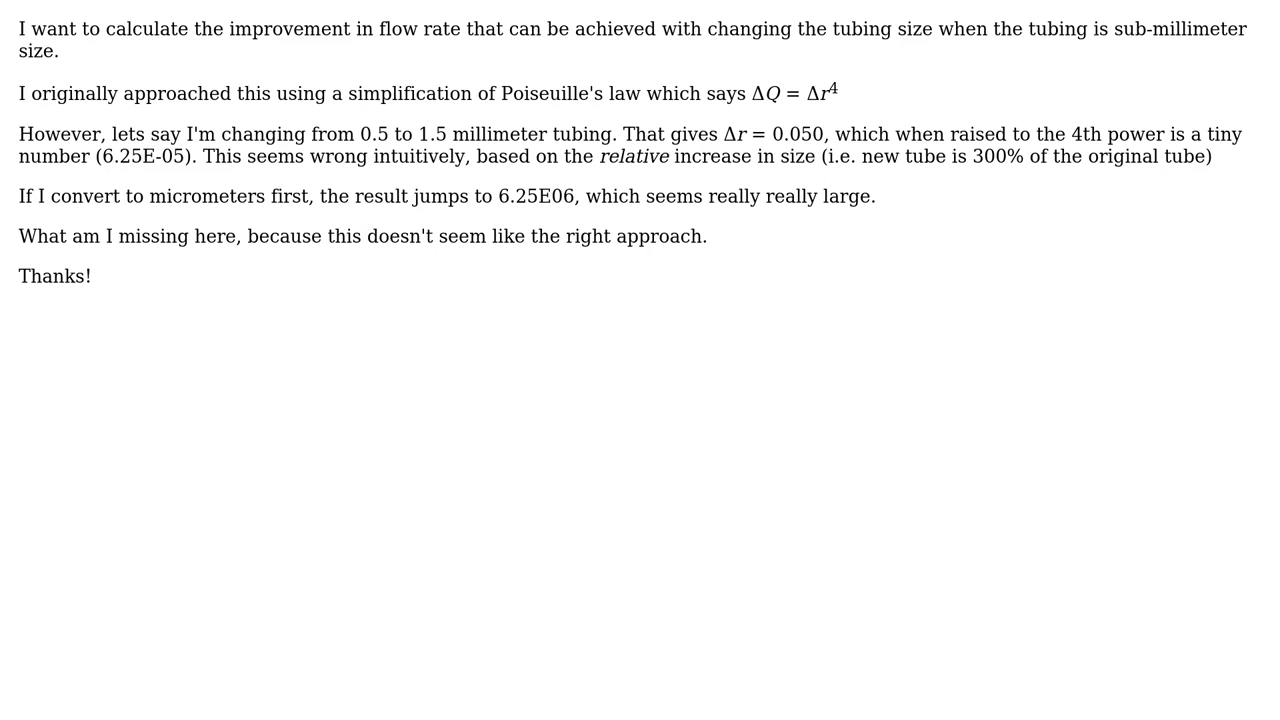 I want to calculate the improvement in flow rate that can be achieved with changing the tubing size when the tubing is sub-millimeter
size.
I originally approached this using a simplification of Poiseuille's law which says ΔQ = Δr⁴
However, lets say I'm changing from 0.5 to 1.5 millimeter tubing. That gives Δr = 0.050, which when raised to the 4th power is a tiny
number (6.25E-05). This seems wrong intuitively, based on the relative increase in size (i.e. new tube is 300% of the original tube)
If I convert to micrometers first, the result jumps to 6.25E06, which seems really really large.
What am I missing here, because this doesn't seem like the right approach.
Thanks!